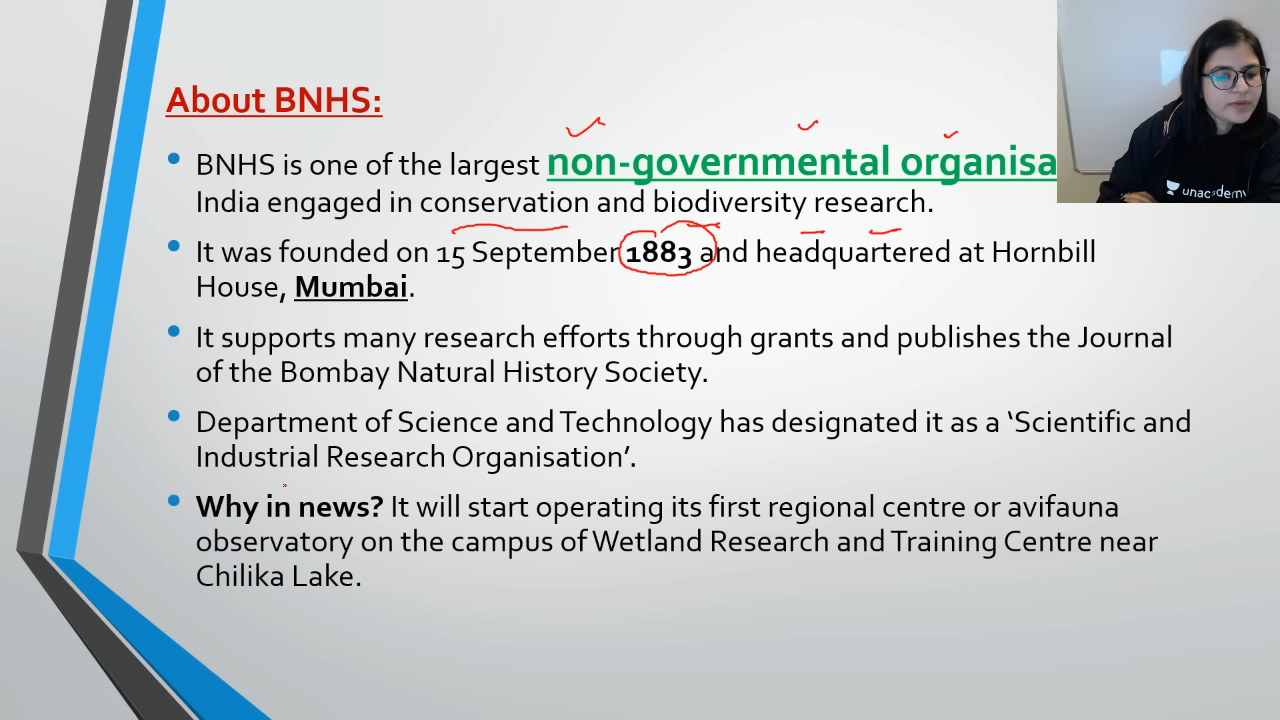 About BNHS:
• BNHS is one of the largest non-governmental organisa
India engaged in conservation and biodiversity research.
• It was founded on 15 September 1883 and headquartered at Hornbill
House, Mumbai.
• It supports many research efforts through grants and publishes the Journal
of the Bombay Natural History Society.
• Department of Science and Technology has designated it as a ‘Scientific and
Industrial Research Organisation’.
• Why in news? It will start operating its first regional centre or avifauna
observatory on the campus of Wetland Research and Training Centre near
Chilika Lake.
unacademy